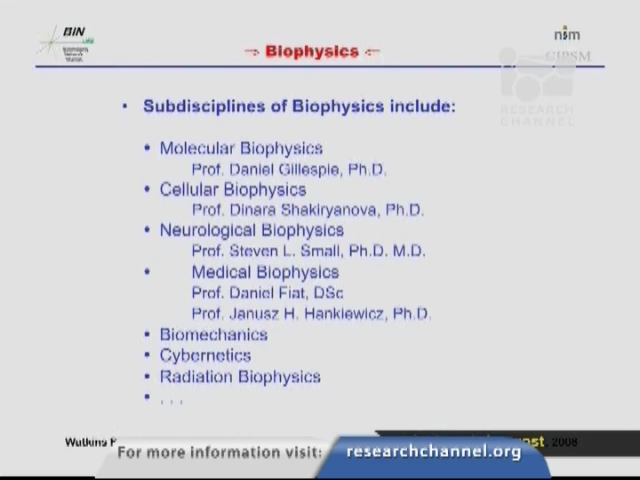 BIN
nsm
CIPSM
→ Biophysics ←
RESEARCH
CHANNEL
• Subdisciplines of Biophysics include:
• Molecular Biophysics
Prof. Daniel Gillespie, Ph.D.
• Cellular Biophysics
Prof. Dinara Shakiryanova, Ph.D.
• Neurological Biophysics
Prof. Steven L. Small, Ph.D. M.D.
• Medical Biophysics
Prof. Daniel Fiat, DSc
Prof. Janusz H. Hankiewicz, Ph.D.
• Biomechanics
• Cybernetics
• Radiation Biophysics
• . . .
Watkins
, 2008
For more information visit:
researchchannel.org